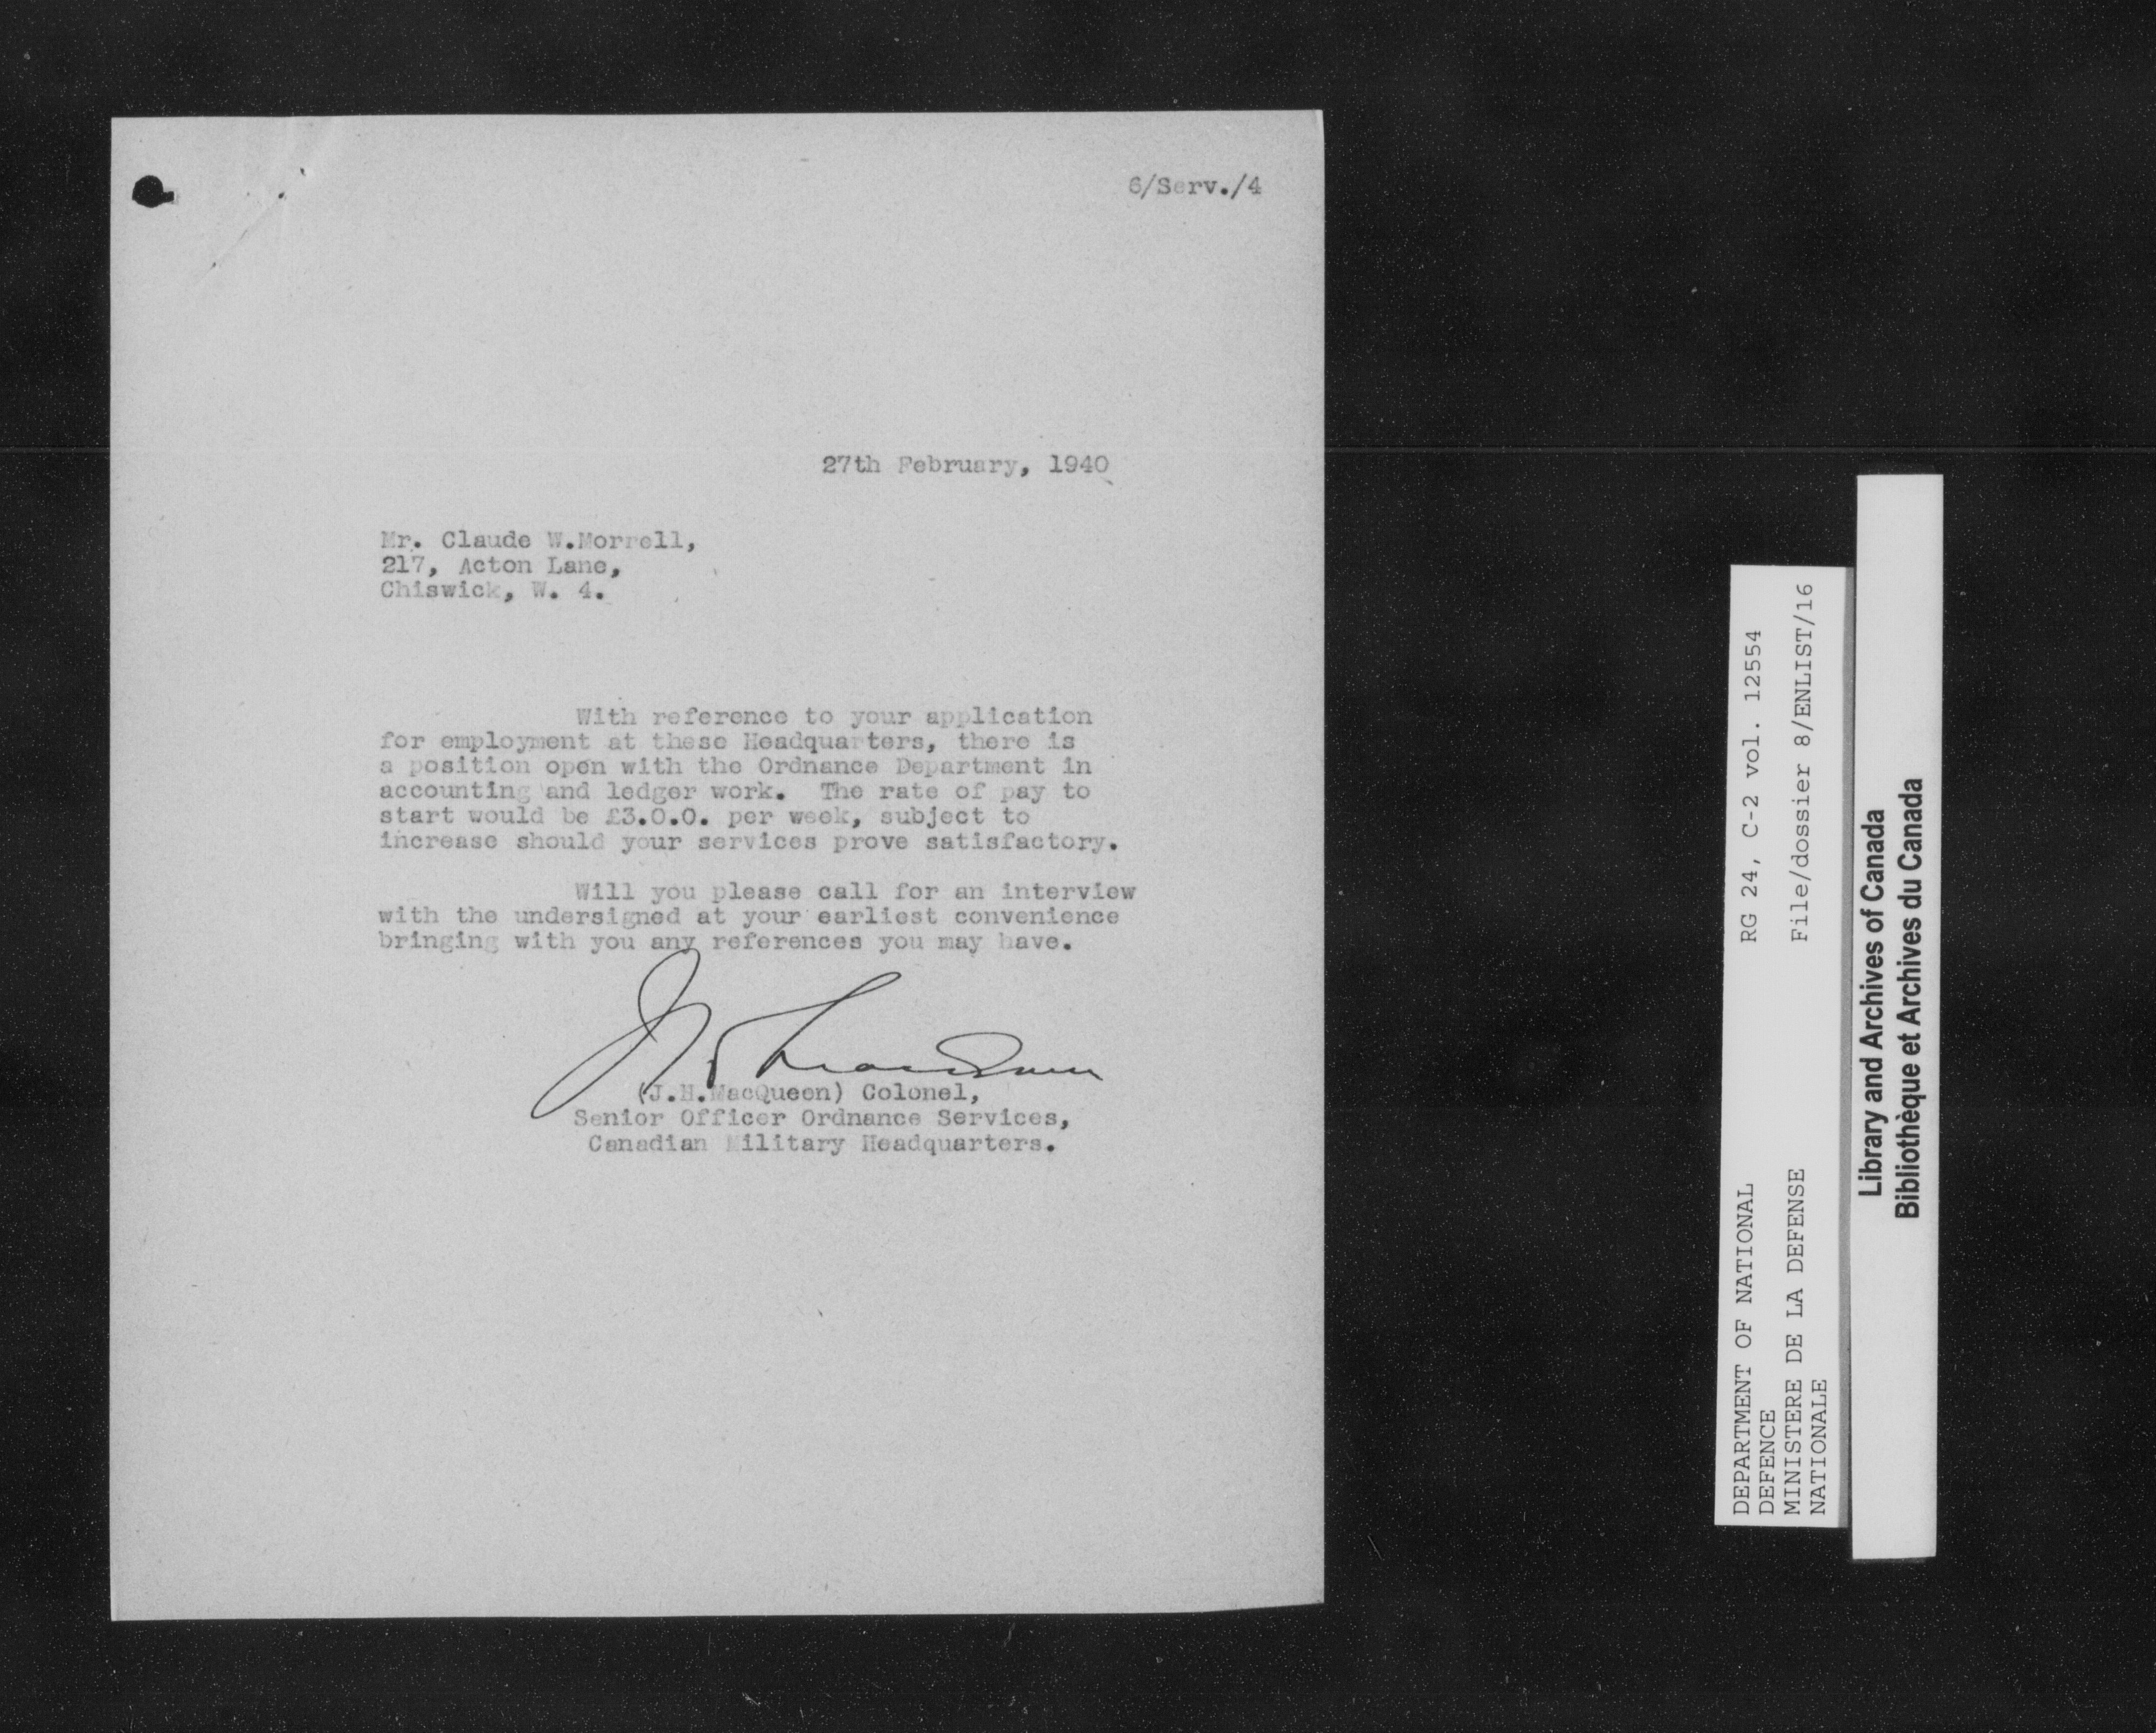 6/Serv./4
27th February, 1940
Mr. Claude W.Morrell,
217, Acton Lane,
Chiswick, W. 4.
With reference to your application
for employment at these Headquarters, there is
a position open with the Ordnance Department in
accounting and ledger work. The rate of pay to
start would be £3.0.0. per week, subject to
increase should your services prove satisfactory.
Will you please call for an interview
with the undersigned at your earliest convenience
bringing with you any references you may have.
(J.H.MacQueen) Colonel,
Senior Officer Ordnance Services,
Canadian Military Headquarters.
DEPARTMENT OF NATIONAL RG 24, C-2 vol. 12554
DEFENCE
MINISTERE DE LA DEFENSE File/dossier 8/ENLIST/16
NATIONALE
Library and Archives of Canada
Bibliothèque et Archives du Canada